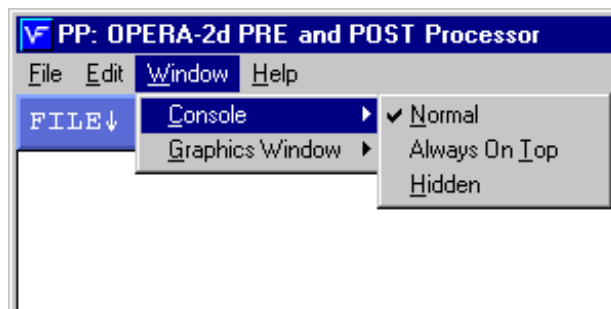 VF PP: OPERA-2d PRE and POST Processor
File Edit Window Help
FILE↓ Console ✔ Normal
Graphics Window Always On Top
Hidden